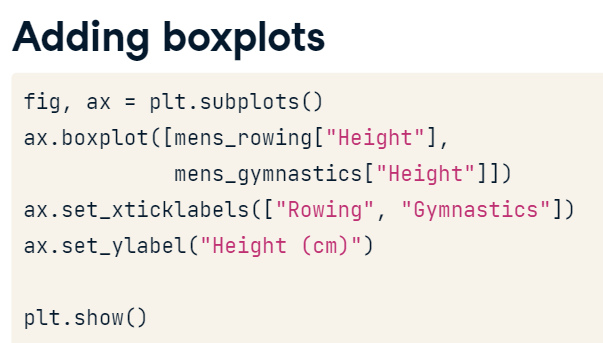 Adding boxplots
fig, ax = plt.subplots()
ax.boxplot([mens_rowing["Height"],
            mens_gymnastics["Height"]])
ax.set_xticklabels(["Rowing", "Gymnastics"])
ax.set_ylabel("Height (cm)")
plt.show()